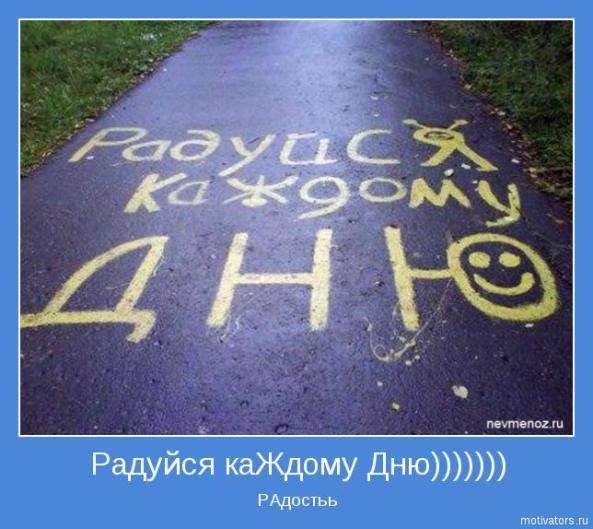 Радуйся
каждому
ДНЮ
nevmenoz.ru
Радуйся каЖдому Дню)))))))
РАдостьь
motivators.ru